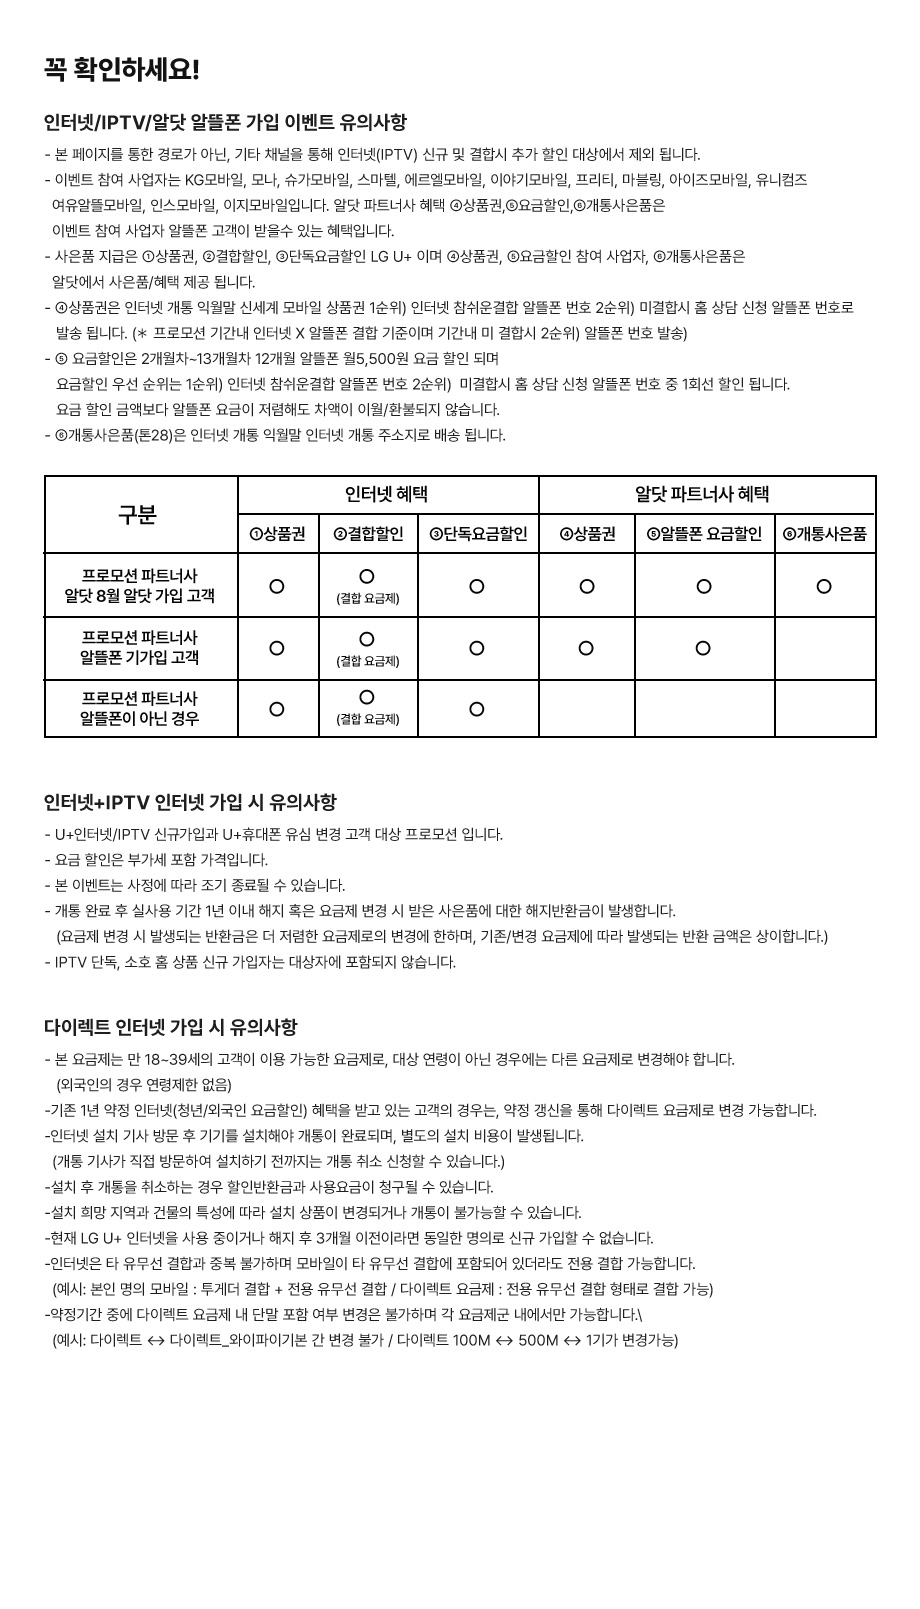 꼭 확인하세요!
인터넷/IPTV/알닷 알뜰폰 가입 이벤트 유의사항
- 본 페이지를 통한 경로가 아닌, 기타 채널을 통해 인터넷(IPTV) 신규 및 결합시 추가 할인 대상에서 제외 됩니다.
- 이벤트 참여 사업자는 KG모바일, 모나, 슈가모바일, 스마텔, 에르엘모바일, 이야기모바일, 프리티, 마블링, 아이즈모바일, 유니컴즈
여유알뜰모바일, 인스모바일, 이지모바일입니다. 알닷 파트너사 혜택 ④상품권,⑤요금할인,⑥개통사은품은
이벤트 참여 사업자 알뜰폰 고객이 받을수 있는 혜택입니다.
- 사은품 지급은 ①상품권, ②결합할인, ③단독요금할인 LG U+ 이며 ④상품권, ⑤요금할인 참여 사업자, ⑥개통사은품은
알닷에서 사은품/혜택 제공 됩니다.
- ④상품권은 인터넷 개통 익월말 신세계 모바일 상품권 1순위) 인터넷 참쉬운결합 알뜰폰 번호 2순위) 미결합시 홈 상담 신청 알뜰폰 번호로
발송 됩니다. (* 프로모션 기간내 인터넷 X 알뜰폰 결합 기준이며 기간내 미 결합시 2순위) 알뜰폰 번호 발송)
- ⑤ 요금할인은 2개월차~13개월차 12개월 알뜰폰 월5,500원 요금 할인 되며
요금할인 우선 순위는 1순위) 인터넷 참쉬운결합 알뜰폰 번호 2순위) 미결합시 홈 상담 신청 알뜰폰 번호 중 1회선 할인 됩니다.
요금 할인 금액보다 알뜰폰 요금이 저렴해도 차액이 이월/환불되지 않습니다.
- ⑥개통사은품(톤28)은 인터넷 개통 익월말 인터넷 개통 주소지로 배송 됩니다.
구분 인터넷 혜택 알닷 파트너사 혜택
①상품권 ②결합할인 ③단독요금할인 ④상품권 ⑤알뜰폰 요금할인 ⑥개통사은품
프로모션 파트너사
알닷 8월 알닷 가입 고객 ○ ○ ○ ○ ○ ○
(결합 요금제)
프로모션 파트너사
알뜰폰 기가입 고객 ○ ○ ○ ○ ○
(결합 요금제)
프로모션 파트너사
알뜰폰이 아닌 경우 ○ ○ ○
(결합 요금제)
인터넷+IPTV 인터넷 가입 시 유의사항
- U+인터넷/IPTV 신규가입과 U+휴대폰 유심 변경 고객 대상 프로모션 입니다.
- 요금 할인은 부가세 포함 가격입니다.
- 본 이벤트는 사정에 따라 조기 종료될 수 있습니다.
- 개통 완료 후 실사용 기간 1년 이내 해지 혹은 요금제 변경 시 받은 사은품에 대한 해지반환금이 발생합니다.
(요금제 변경 시 발생되는 반환금은 더 저렴한 요금제로의 변경에 한하며, 기존/변경 요금제에 따라 발생되는 반환 금액은 상이합니다.)
- IPTV 단독, 소호 홈 상품 신규 가입자는 대상자에 포함되지 않습니다.
다이렉트 인터넷 가입 시 유의사항
- 본 요금제는 만 18~39세의 고객이 이용 가능한 요금제로, 대상 연령이 아닌 경우에는 다른 요금제로 변경해야 합니다.
(외국인의 경우 연령제한 없음)
-기존 1년 약정 인터넷(청년/외국인 요금할인) 혜택을 받고 있는 고객의 경우는, 약정 갱신을 통해 다이렉트 요금제로 변경 가능합니다.
-인터넷 설치 기사 방문 후 기기를 설치해야 개통이 완료되며, 별도의 설치 비용이 발생됩니다.
(개통 기사가 직접 방문하여 설치하기 전까지는 개통 취소 신청할 수 있습니다.)
-설치 후 개통을 취소하는 경우 할인반환금과 사용요금이 청구될 수 있습니다.
-설치 희망 지역과 건물의 특성에 따라 설치 상품이 변경되거나 개통이 불가능할 수 있습니다.
-현재 LG U+ 인터넷을 사용 중이거나 해지 후 3개월 이전이라면 동일한 명의로 신규 가입할 수 없습니다.
-인터넷은 타 유무선 결합과 중복 불가하며 모바일이 타 유무선 결합에 포함되어 있더라도 전용 결합 가능합니다.
(예시: 본인 명의 모바일 : 투게더 결합 + 전용 유무선 결합 / 다이렉트 요금제 : 전용 유무선 결합 형태로 결합 가능)
-약정기간 중에 다이렉트 요금제 내 단말 포함 여부 변경은 불가하며 각 요금제군 내에서만 가능합니다.\
(예시: 다이렉트 ↔ 다이렉트_와이파이기본 간 변경 불가 / 다이렉트 100M ↔ 500M ↔ 1기가 변경가능)